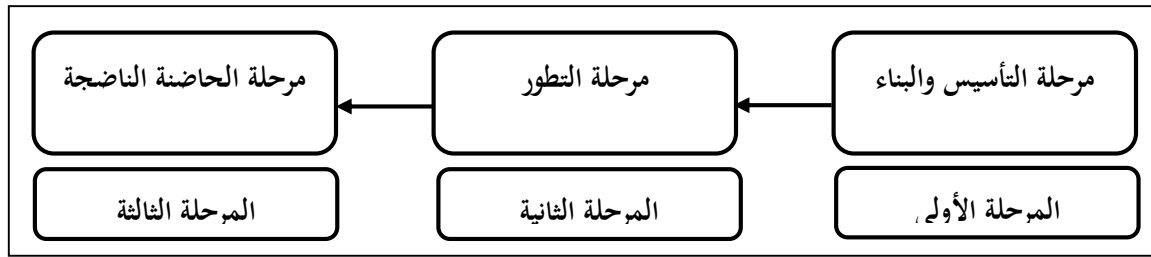 مرحلة التأسيس والبناء
مرحلة التطور
مرحلة الحاضنة الناضجة
المرحلة الأولى
المرحلة الثانية
المرحلة الثالثة